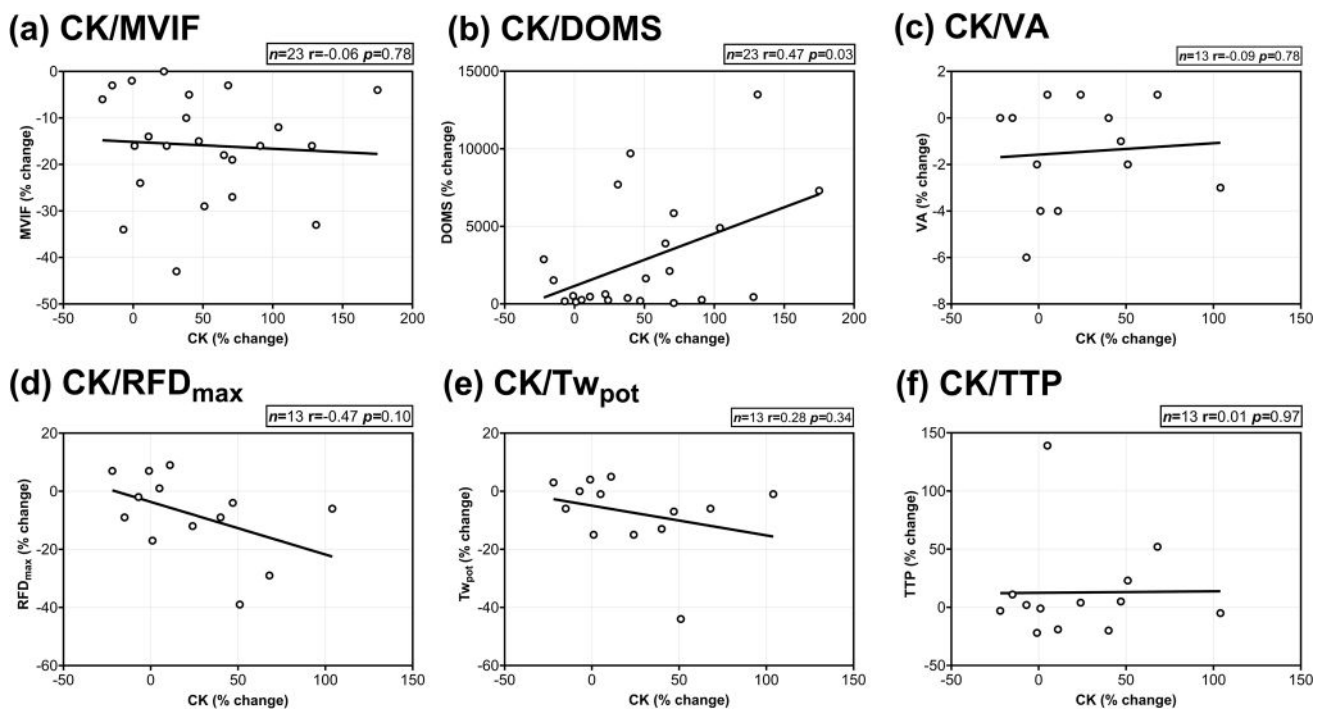 (a) CK/MVIF
n=23 r=-0.06 p=0.78
0
-10
-20
-30
-40
-50
MVIF (% change)
-50 0 50 100 150 200
CK (% change)
(b) CK/DOMS
n=23 r=0.47 p=0.03
15000
10000
5000
0
DOMS (% change)
-50 0 50 100 150 200
CK (% change)
(c) CK/VA
n=13 r=-0.09 p=0.78
2
0
-2
-4
-6
-8
VA (% change)
-50 0 50 100 150
CK (% change)
(d) CK/RFDmax
n=13 r=-0.47 p=0.10
20
0
-20
-40
-60
RFDmax (% change)
-50 0 50 100 150
CK (% change)
(e) CK/Twpot
n=13 r=0.28 p=0.34
20
0
-20
-40
-60
Twpot (% change)
-50 0 50 100 150
CK (% change)
(f) CK/TTP
n=13 r=0.01 p=0.97
150
100
50
0
-50
TTP (% change)
-50 0 50 100 150
CK (% change)